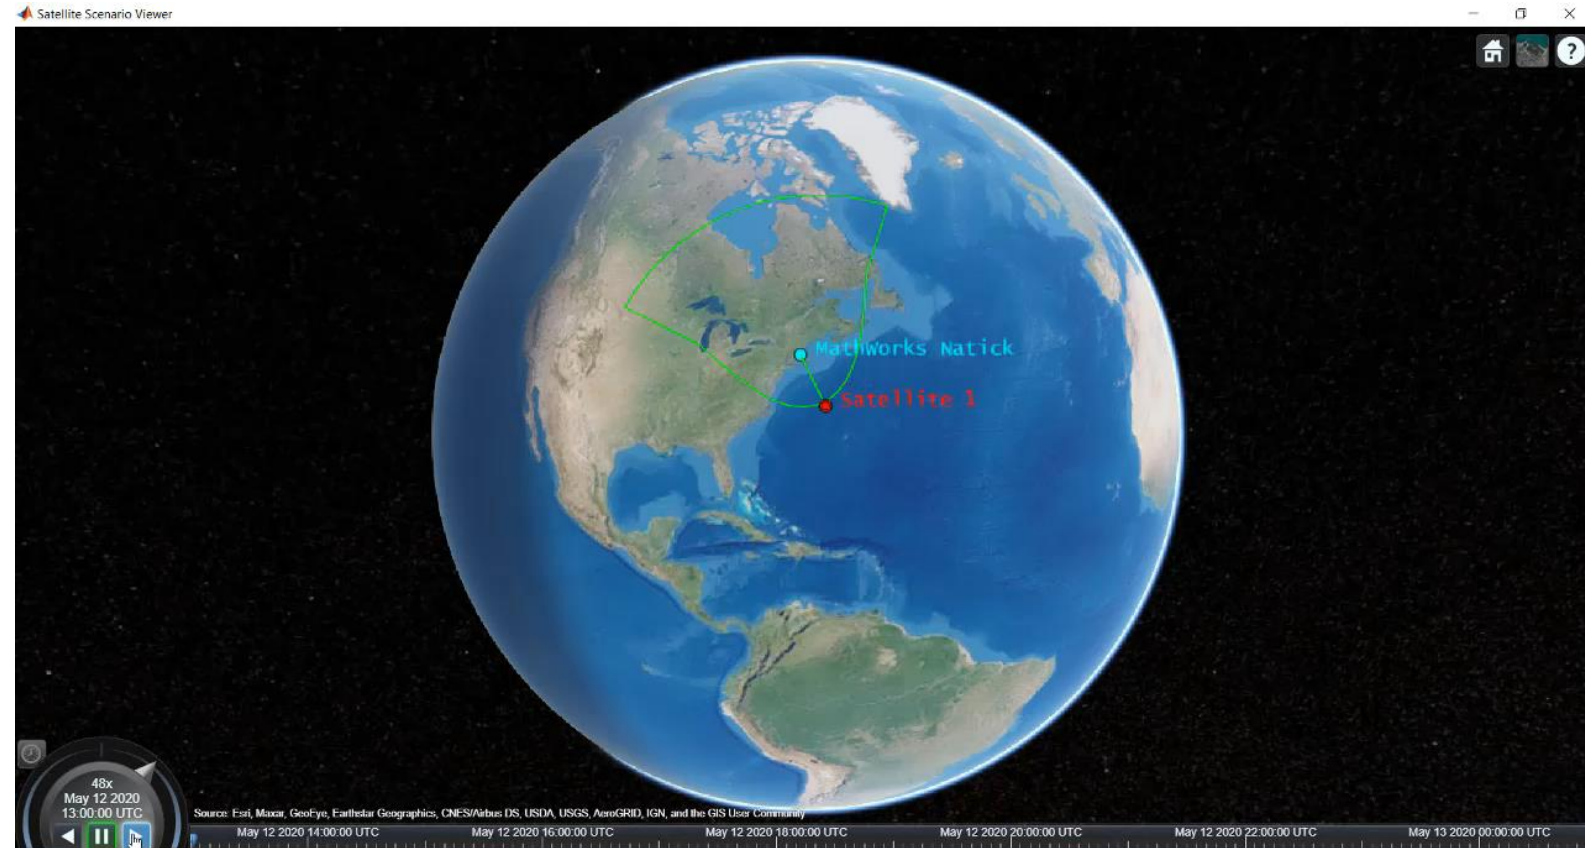 Satellite Scenario Viewer
?
MathWorks Natick
Satellite 1
48x
May 12 2020
13:00:00 UTC
Source: Esri, Maxar, GeoEye, Earthstar Geographics, CNES/Airbus DS, USDA, USGS, AeroGRID, IGN, and the GIS User Community
May 12 2020 14:00:00 UTC May 12 2020 16:00:00 UTC May 12 2020 18:00:00 UTC May 12 2020 20:00:00 UTC May 12 2020 22:00:00 UTC May 13 2020 00:00:00 UTC